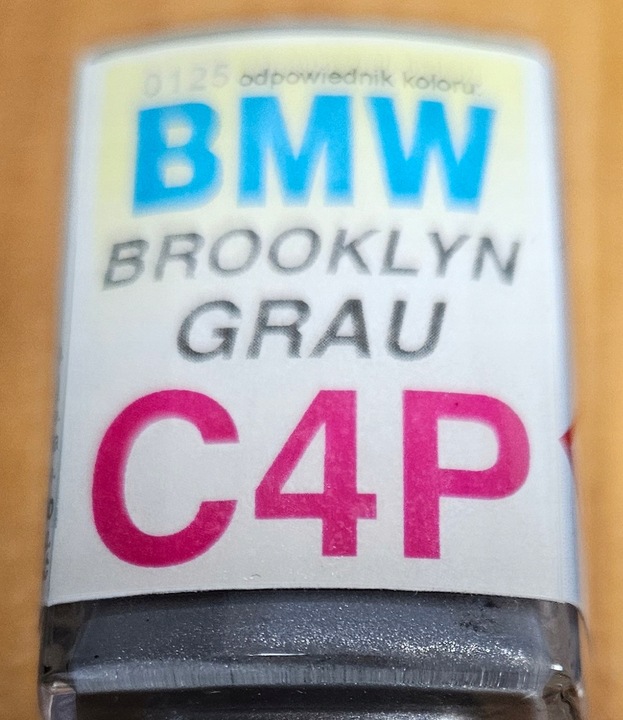 0125 odpowiednik koloru:
BMW
BROOKLYN
GRAU
C4P